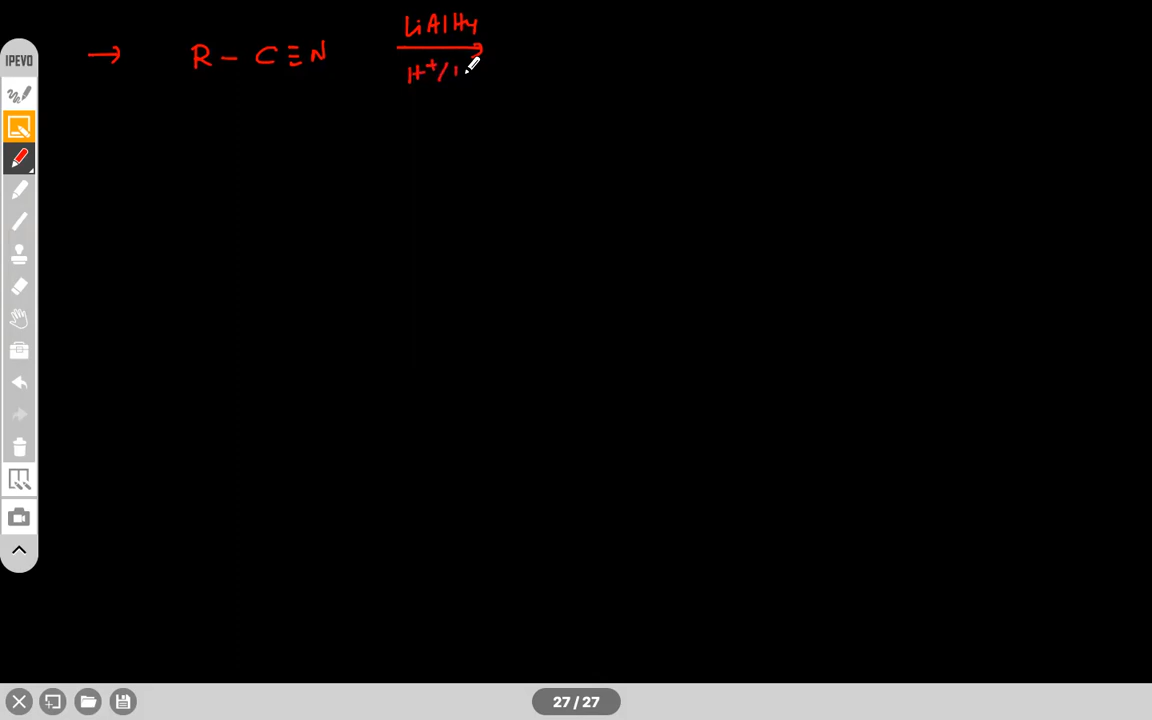 IPEVO
LiAlH4
→ R - C≡N
H+/
27/27